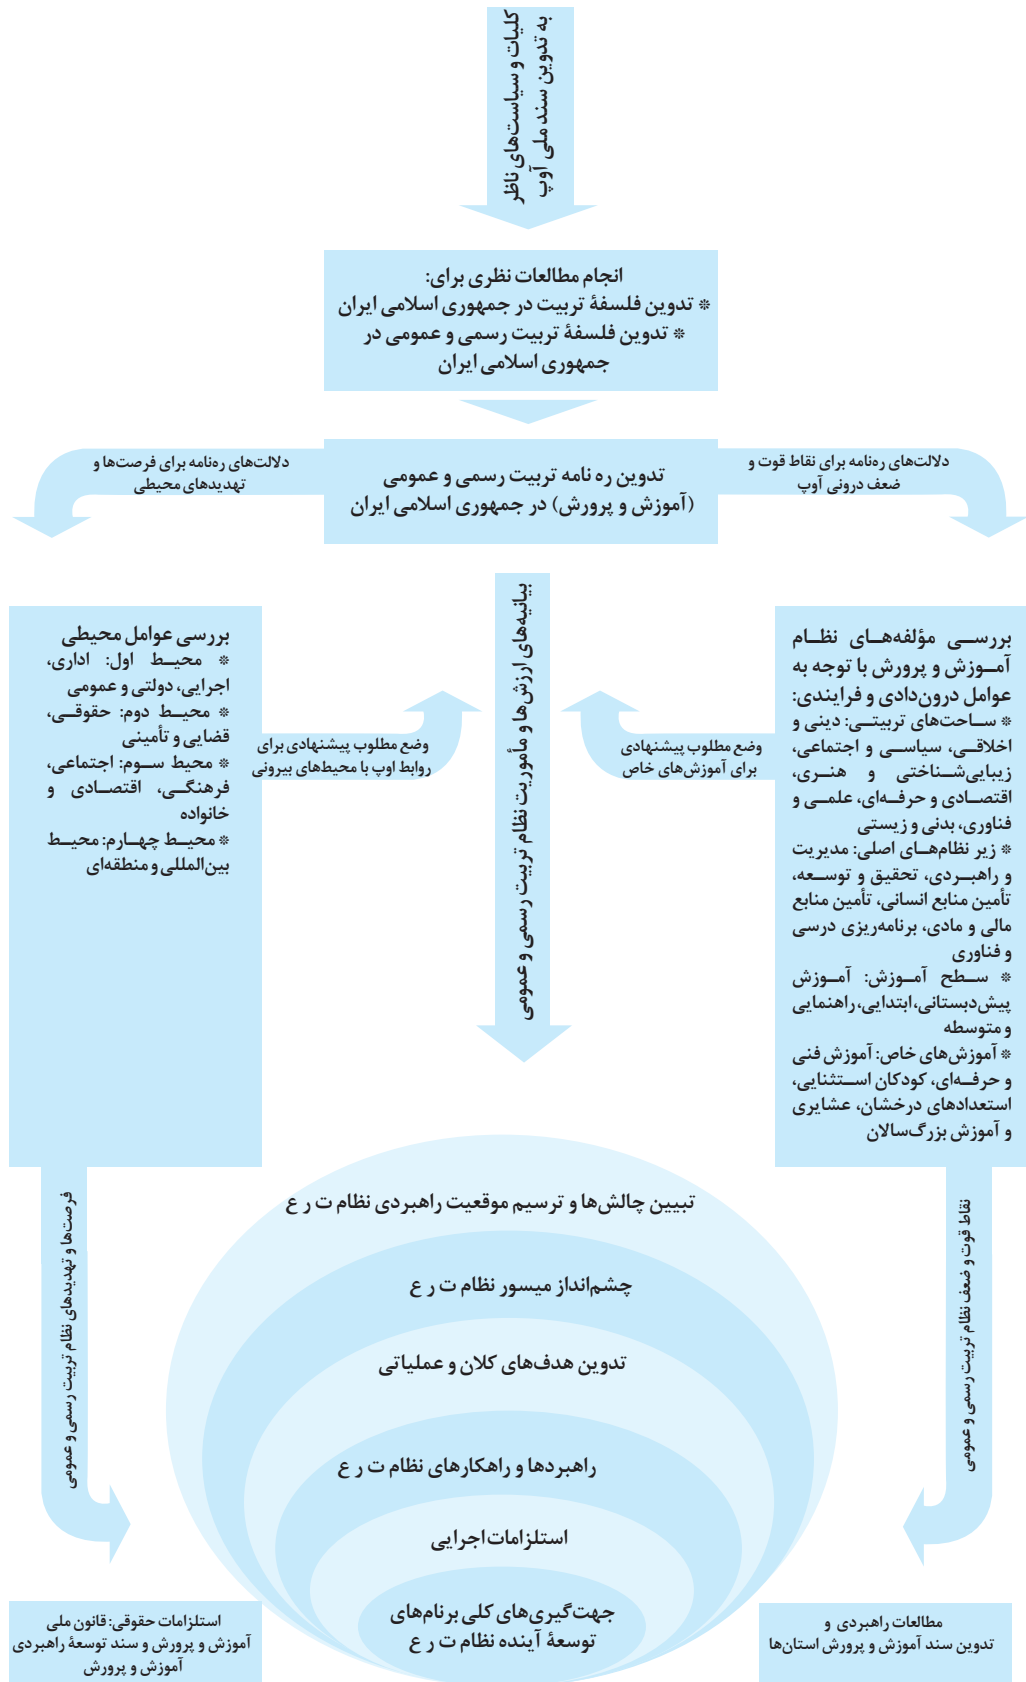 کلیات و سیاست‌های ناظر
به تدوین سند ملی آوپ
انجام مطالعات نظری برای:
* تدوین فلسفهٔ تربیت در جمهوری اسلامی ایران
* تدوین فلسفهٔ تربیت رسمی و عمومی در
جمهوری اسلامی ایران
دلالت‌های ره‌نامه برای نقاط قوت و
ضعف درونی آوپ
تدوین ره نامه تربیت رسمی و عمومی
(آموزش و پرورش) در جمهوری اسلامی ایران
دلالت‌های ره‌نامه برای فرصت‌ها و
تهدیدهای محیطی
بررسی مؤلفه‌های نظام
آموزش و پرورش با توجه به
عوامل درون‌دادی و فرایندی:
* ساحت‌های تربیتی: دینی و
اخلاقی، سیاسی و اجتماعی،
زیبایی‌شناختی و هنری،
اقتصادی و حرفه‌ای، علمی و
فناوری، بدنی و زیستی
* زیر نظام‌های اصلی: مدیریت
و راهبردی، تحقیق و توسعه،
تأمین منابع انسانی، تأمین منابع
مالی و مادی، برنامه‌ریزی درسی
و فناوری
* سطح آموزش: آموزش
پیش‌دبستانی، ابتدایی، راهنمایی
و متوسطه
* آموزش‌های خاص: آموزش فنی
و حرفه‌ای، کودکان استثنایی،
استعدادهای درخشان، عشایری
و آموزش بزرگ‌سالان
وضع مطلوب پیشنهادی
برای آموزش‌های خاص
بیانیه‌های ارزش‌ها و مأموریت نظام تربیت رسمی و عمومی
وضع مطلوب پیشنهادی برای
روابط اوپ با محیط‌های بیرونی
بررسی عوامل محیطی
* محیط اول: اداری،
اجرایی، دولتی و عمومی
* محیط دوم: حقوقی،
قضایی و تأمینی
* محیط سوم: اجتماعی،
فرهنگی، اقتصادی و
خانواده
* محیط چهارم: محیط
بین‌المللی و منطقه‌ای
نقاط قوت و ضعف نظام تربیت رسمی و عمومی
تبیین چالش‌ها و ترسیم موقعیت راهبردی نظام ت ر ع
چشم‌انداز میسور نظام ت ر ع
تدوین هدف‌های کلان و عملیاتی
راهبردها و راهکارهای نظام ت ر ع
استلزامات اجرایی
جهت‌گیری‌های کلی برنام‌های
توسعهٔ آینده نظام ت ر ع
فرصت‌ها و تهدیدهای نظام تربیت رسمی و عمومی
مطالعات راهبردی و
تدوین سند آموزش و پرورش استان‌ها
استلزامات حقوقی: قانون ملی
آموزش و پرورش و سند توسعهٔ راهبردی
آموزش و پرورش